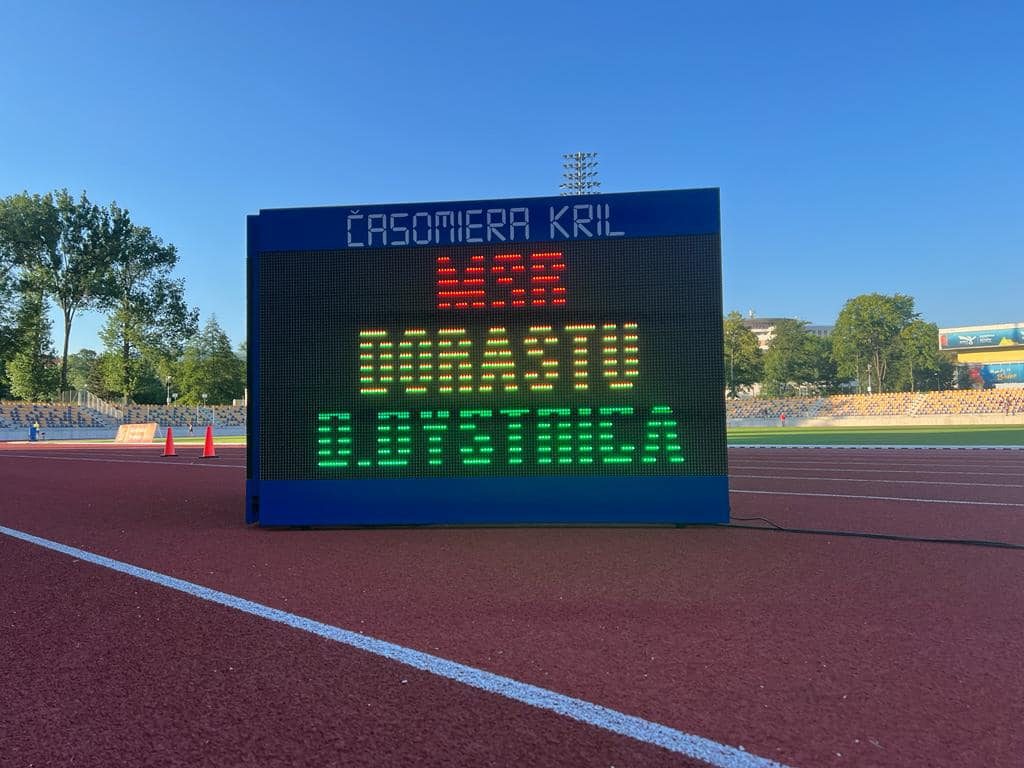 ČASOMIERA KRIL
MSR
DORASTU
B.BYSTRICA